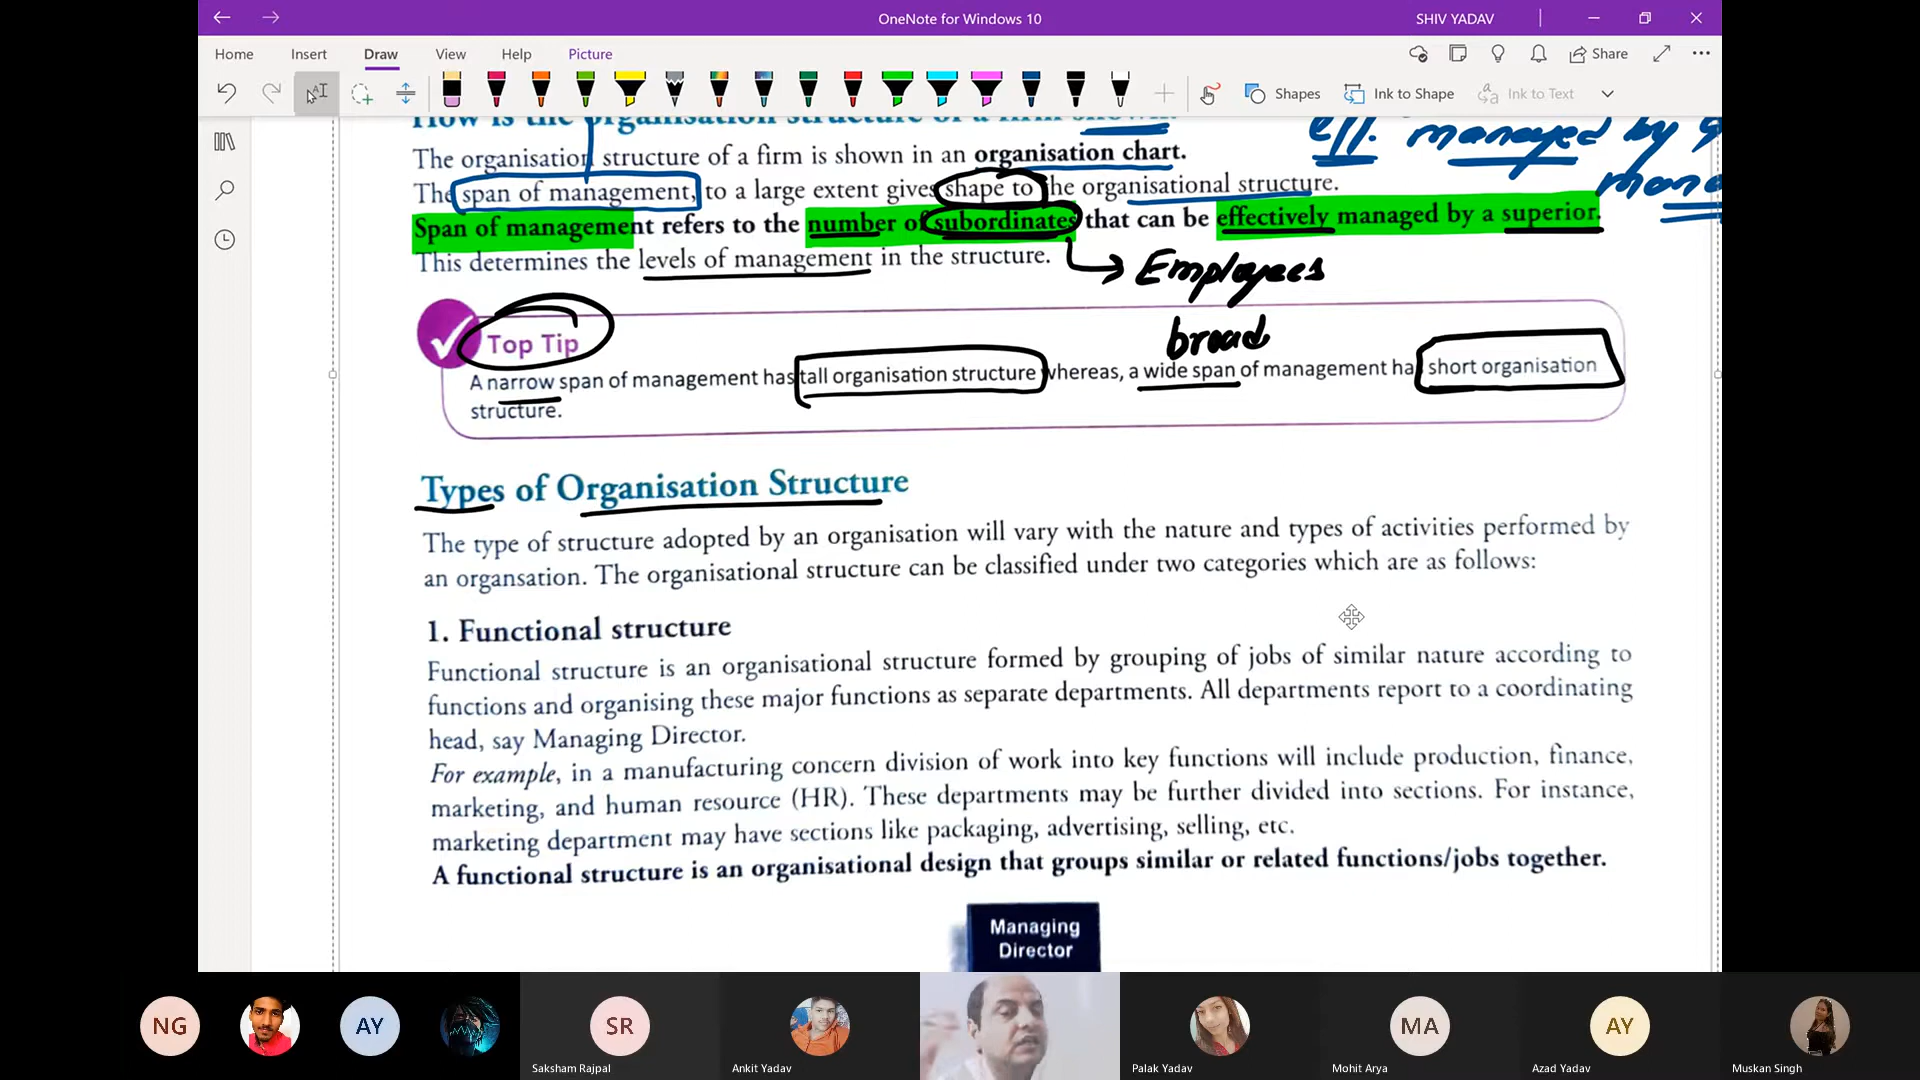 OneNote for Windows 10
SHIV YADAV
Home Insert Draw View Help Picture
Share
Shapes
Ink to Shape
Ink to Text
How is the organisation structure of a firm shown
eff. managed by
The organisation structure of a firm is shown in an organisation chart.
The span of management, to a large extent gives shape to the organisational structure.
Span of management refers to the number of subordinates that can be effectively managed by a superior.
This determines the levels of management in the structure.
Employees
Top Tip
broad
A narrow span of management has tall organisation structure whereas, a wide span of management has short organisation
structure.
Types of Organisation Structure
The type of structure adopted by an organisation will vary with the nature and types of activities performed by
an organsation. The organisational structure can be classified under two categories which are as follows:
1. Functional structure
Functional structure is an organisational structure formed by grouping of jobs of similar nature according to
functions and organising these major functions as separate departments. All departments report to a coordinating
head, say Managing Director.
For example, in a manufacturing concern division of work into key functions will include production, finance,
marketing, and human resource (HR). These departments may be further divided into sections. For instance,
marketing department may have sections like packaging, advertising, selling, etc.
A functional structure is an organisational design that groups similar or related functions/jobs together.
Managing
Director
NG
AY
SR
MA
AY
Saksham Rajpal
Ankit Yadav
Palak Yadav
Mohit Arya
Azad Yadav
Muskan Singh